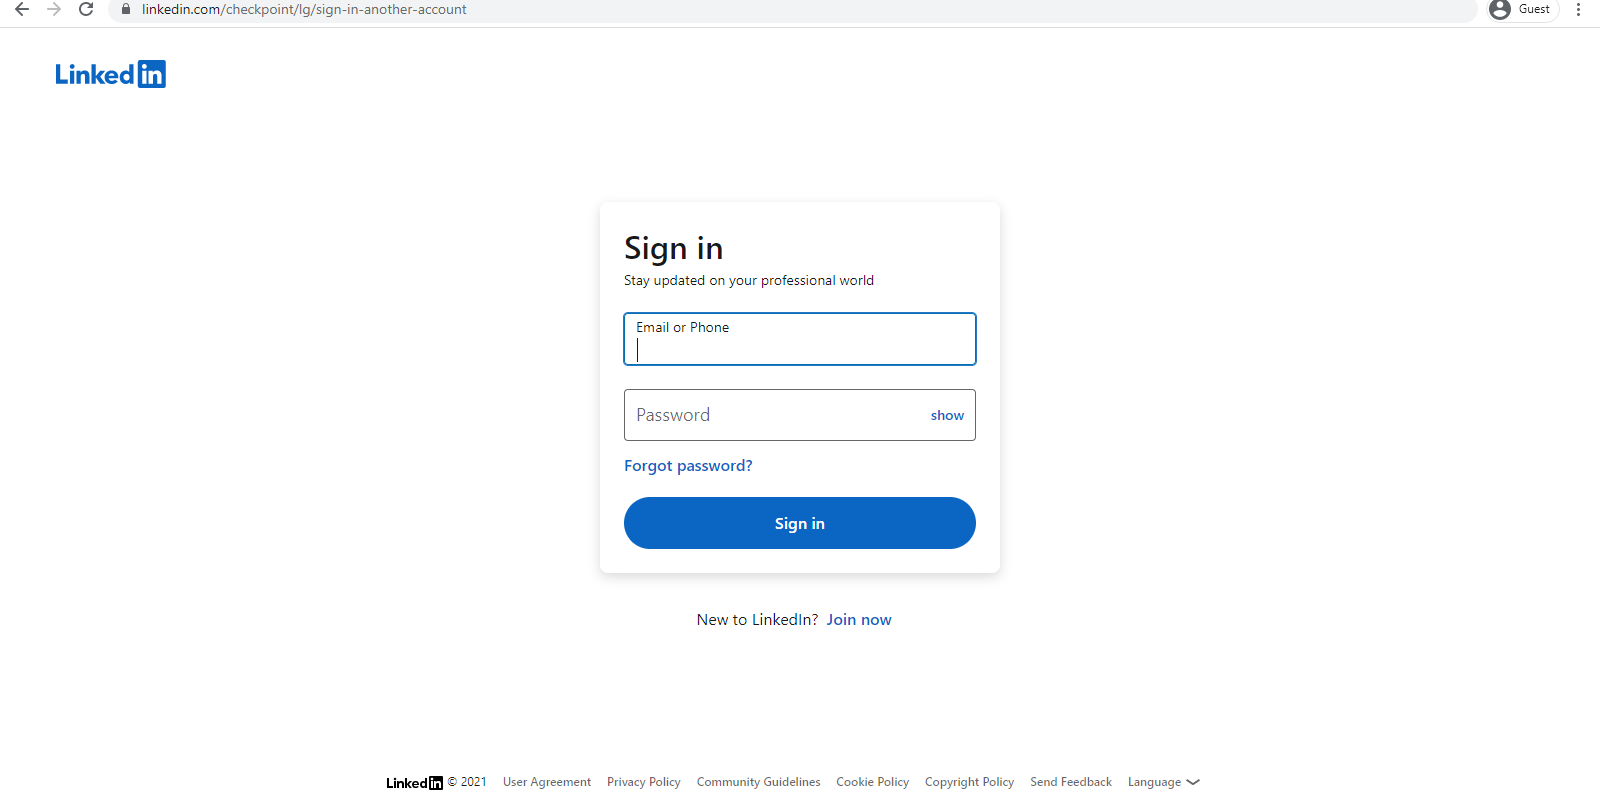 linkedin.com/checkpoint/lg/sign-in-another-account
Guest
Linked in
Sign in
Stay updated on your professional world
Email or Phone
Password
show
Forgot password?
Sign in
New to LinkedIn? Join now
Linked in © 2021 User Agreement Privacy Policy Community Guidelines Cookie Policy Copyright Policy Send Feedback Language